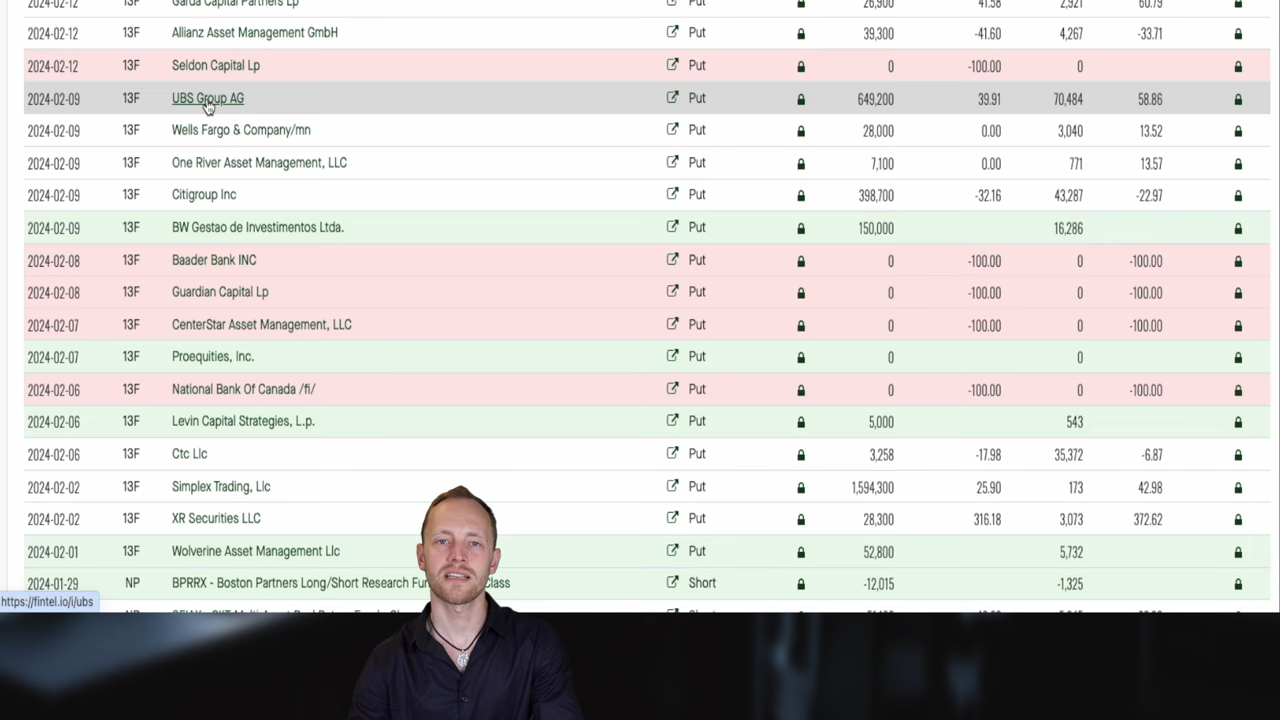 2024-02-12 13F Garda Capital Partners Lp Put 26,900 41.58 2,921 60.79
2024-02-12 13F Allianz Asset Management GmbH Put 39,300 -41.60 4,267 -33.71
2024-02-12 13F Seldon Capital Lp Put 0 -100.00 0
2024-02-09 13F UBS Group AG Put 649,200 39.91 70,484 58.86
2024-02-09 13F Wells Fargo & Company/mn Put 28,000 0.00 3,040 13.52
2024-02-09 13F One River Asset Management, LLC Put 7,100 0.00 771 13.57
2024-02-09 13F Citigroup Inc Put 398,700 -32.16 43,287 -22.97
2024-02-09 13F BW Gestao de Investimentos Ltda. Put 150,000 16,286
2024-02-08 13F Baader Bank INC Put 0 -100.00 0 -100.00
2024-02-08 13F Guardian Capital Lp Put 0 -100.00 0 -100.00
2024-02-07 13F CenterStar Asset Management, LLC Put 0 -100.00 0 -100.00
2024-02-07 13F Proequities, Inc. Put 0 0
2024-02-06 13F National Bank Of Canada /fi/ Put 0 -100.00 0 -100.00
2024-02-06 13F Levin Capital Strategies, L.p. Put 5,000 543
2024-02-06 13F Ctc Llc Put 3,258 -17.98 35,372 -6.87
2024-02-02 13F Simplex Trading, Llc Put 1,594,300 25.90 173 42.98
2024-02-02 13F XR Securities LLC Put 28,300 316.18 3,073 372.62
2024-02-01 13F Wolverine Asset Management Llc Put 52,800 5,732
2024-01-29 NP BPRRX - Boston Partners Long/Short Research Fu Class Short -12,015 -1,325
https://fintel.io/i/ubs